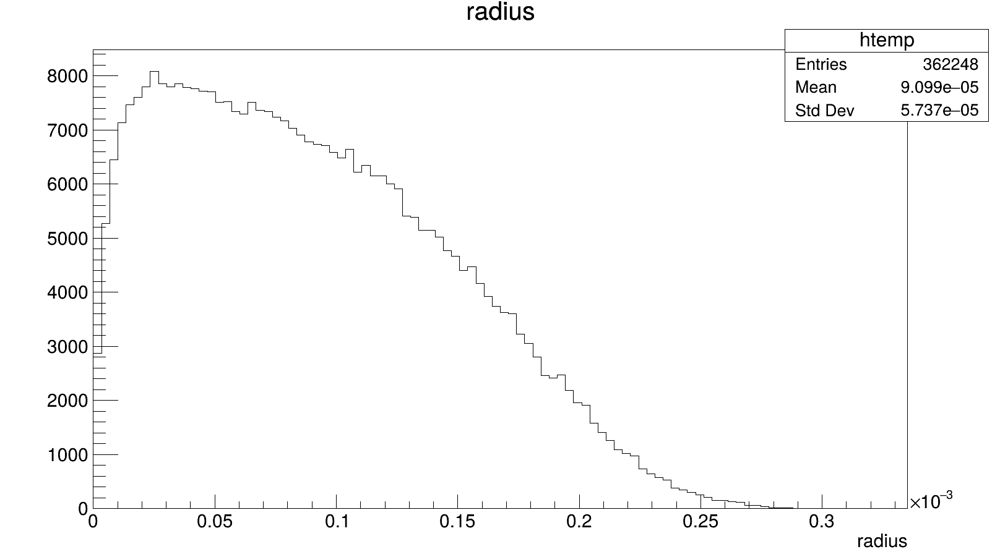 radius
htemp
Entries 362248
Mean 9.099e−05
Std Dev 5.737e−05
8000
7000
6000
5000
4000
3000
2000
1000
0
0 0.05 0.1 0.15 0.2 0.25 0.3
×10−3
radius